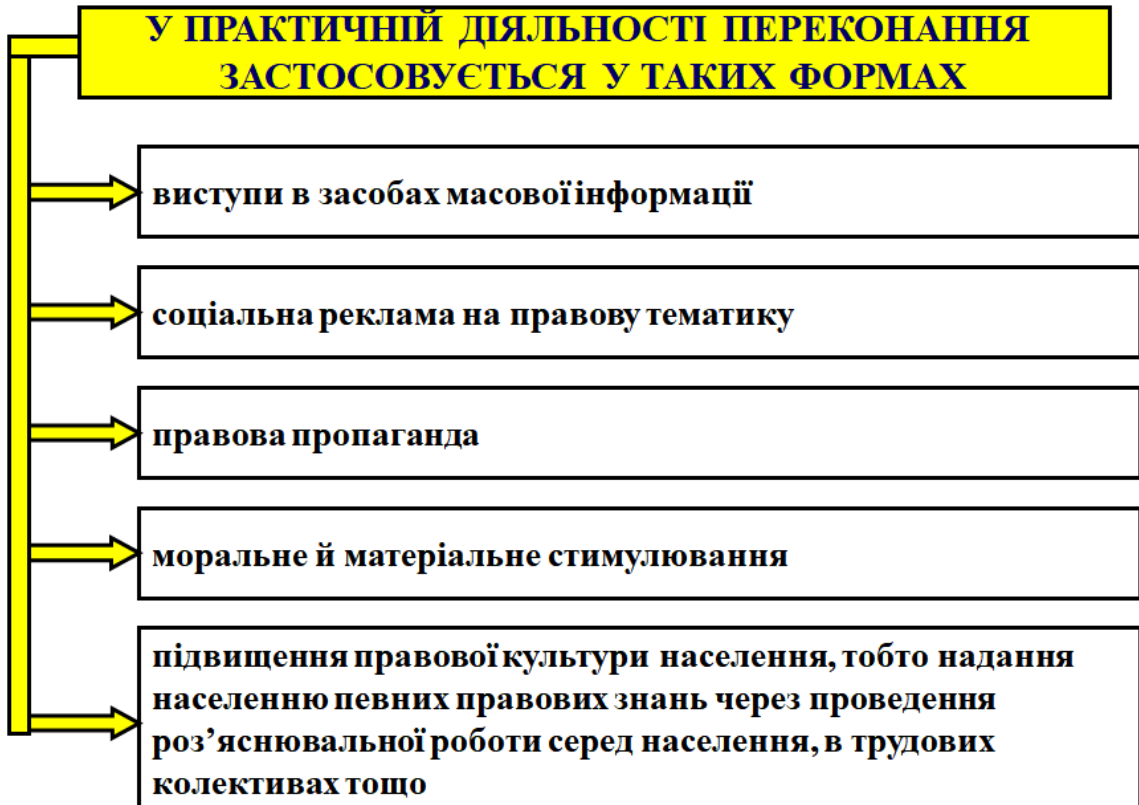 У ПРАКТИЧНІЙ ДІЯЛЬНОСТІ ПЕРЕКОНАННЯ
ЗАСТОСОВУЄТЬСЯ У ТАКИХ ФОРМАХ
виступи в засобах масової інформації
соціальна реклама на правову тематику
правова пропаганда
моральне й матеріальне стимулювання
підвищення правової культури населення, тобто надання
населенню певних правових знань через проведення
роз’яснювальної роботи серед населення, в трудових
колективах тощо